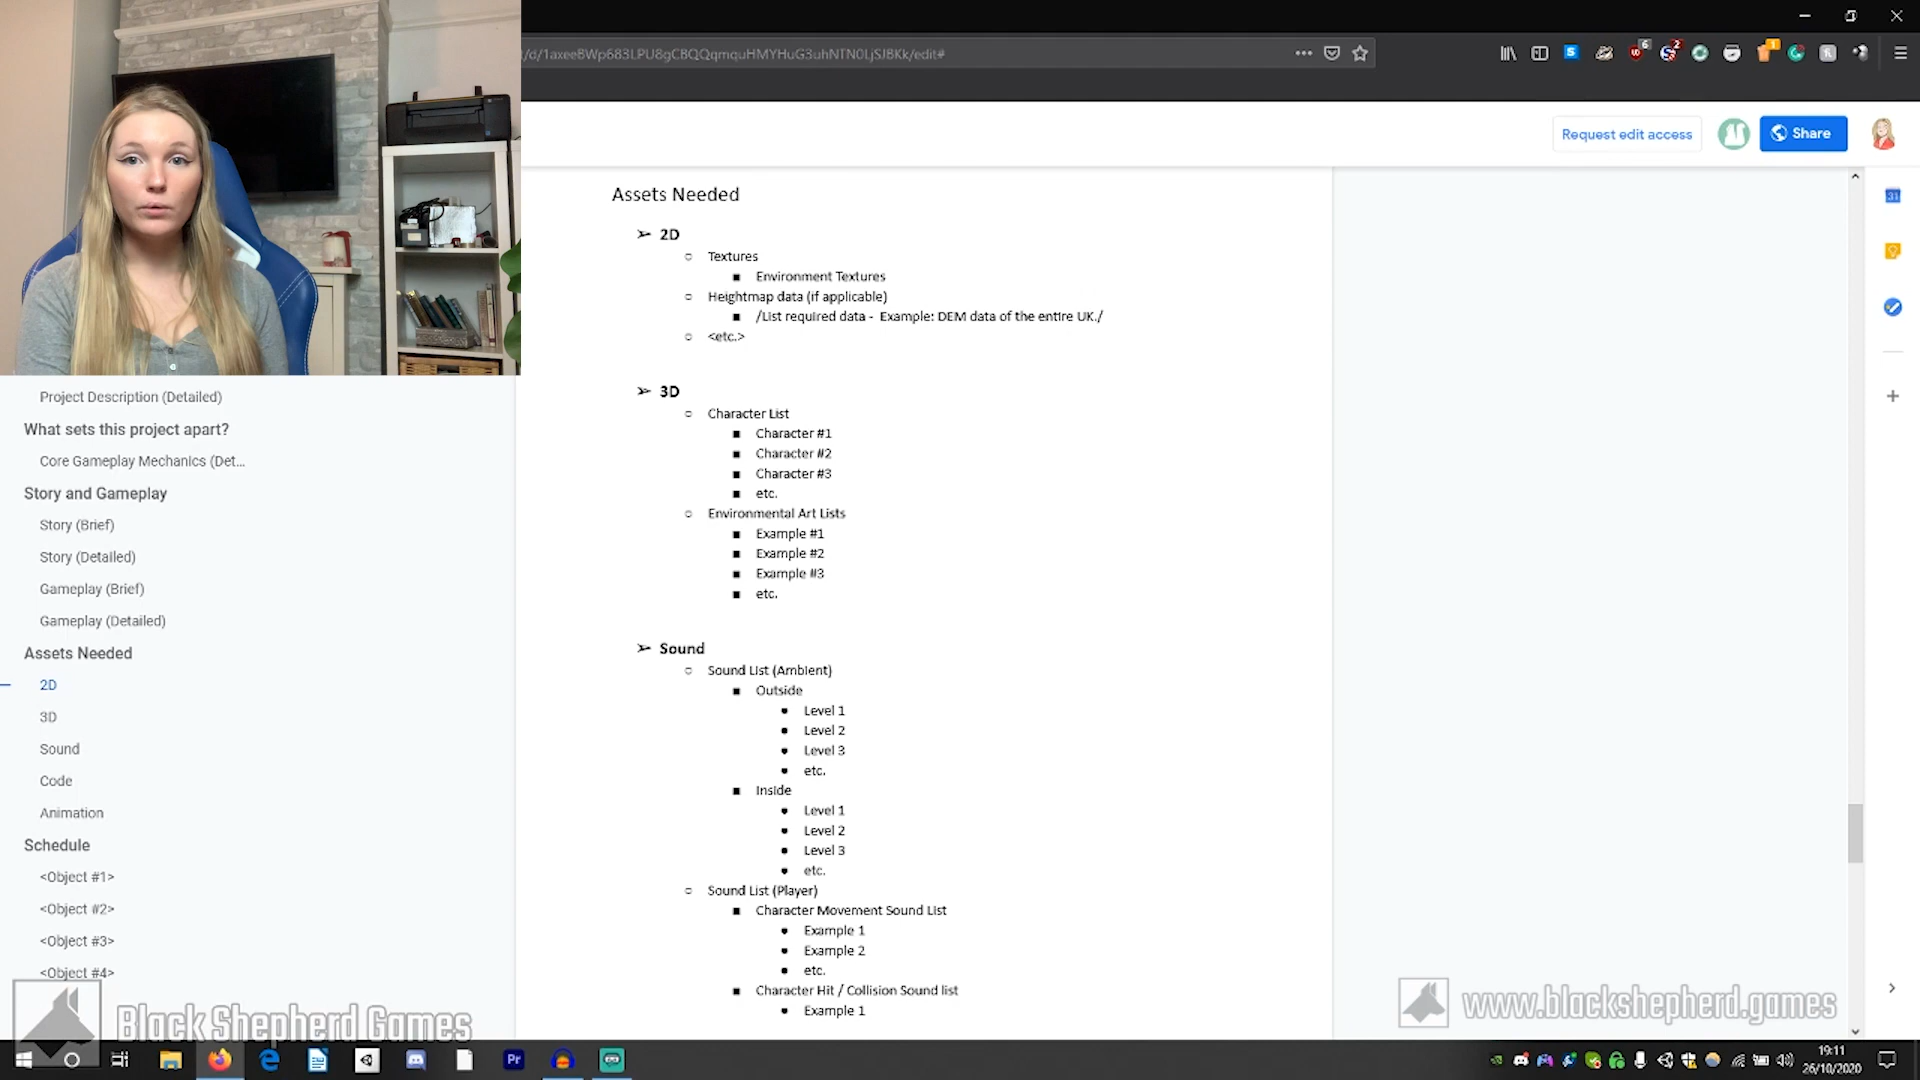 /d/1axee8Wp683LPU8gCBQQqmquHMYHuG3uhNTN0LjSJBKk/edit#
6
2
1
Request edit access
Share
31
Assets Needed
➢ 2D
○ Textures
■ Environment Textures
○ Heightmap data (if applicable)
■ /List required data - Example: DEM data of the entire UK./
○ <etc.>
➢ 3D
○ Character List
■ Character #1
■ Character #2
■ Character #3
■ etc.
○ Environmental Art Lists
■ Example #1
■ Example #2
■ Example #3
■ etc.
➢ Sound
○ Sound List (Ambient)
■ Outside
● Level 1
● Level 2
● Level 3
● etc.
■ Inside
● Level 1
● Level 2
● Level 3
● etc.
○ Sound List (Player)
■ Character Movement Sound List
● Example 1
● Example 2
● etc.
■ Character Hit / Collision Sound list
● Example 1
Project Description (Detailed)
What sets this project apart?
Core Gameplay Mechanics (Det...
Story and Gameplay
Story (Brief)
Story (Detailed)
Gameplay (Brief)
Gameplay (Detailed)
Assets Needed
2D
3D
Sound
Code
Animation
Schedule
<Object #1>
<Object #2>
<Object #3>
<Object #4>
Black Shepherd Games
www.blackshepherd.games
Pr
19:11
26/10/2020